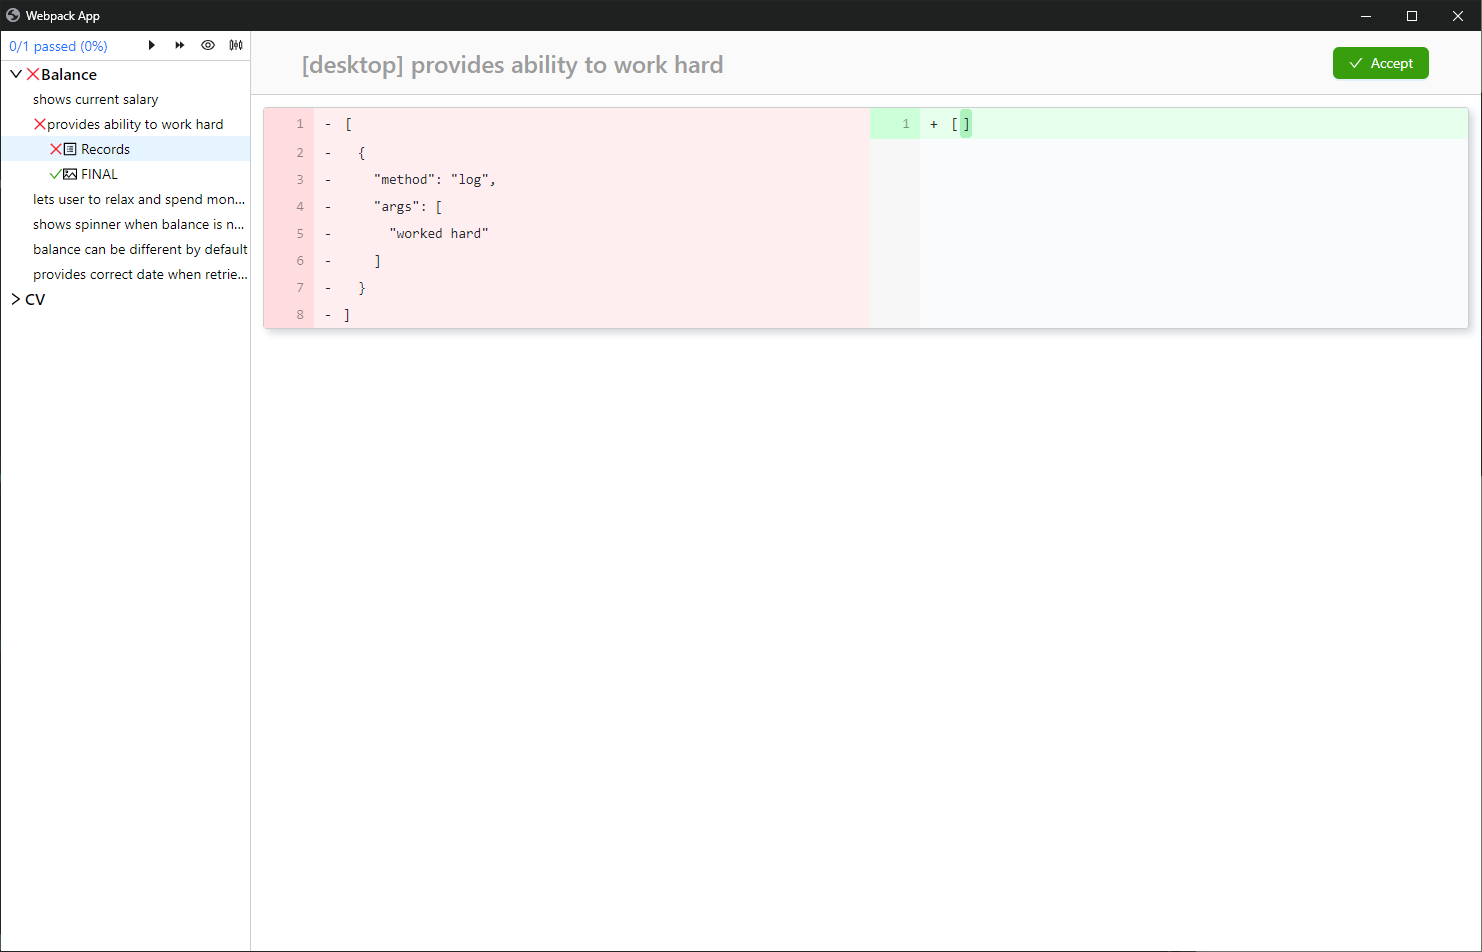 Webpack App
0/1 passed (0%)
Balance
shows current salary
provides ability to work hard
Records
FINAL
lets user to relax and spend mon...
shows spinner when balance is n...
balance can be different by default
provides correct date when retrie...
CV
[desktop] provides ability to work hard
Accept
1 - [
2 - {
3 - "method": "log",
4 - "args": [
5 - "worked hard"
6 - ]
7 - }
8 - ]
1 + []